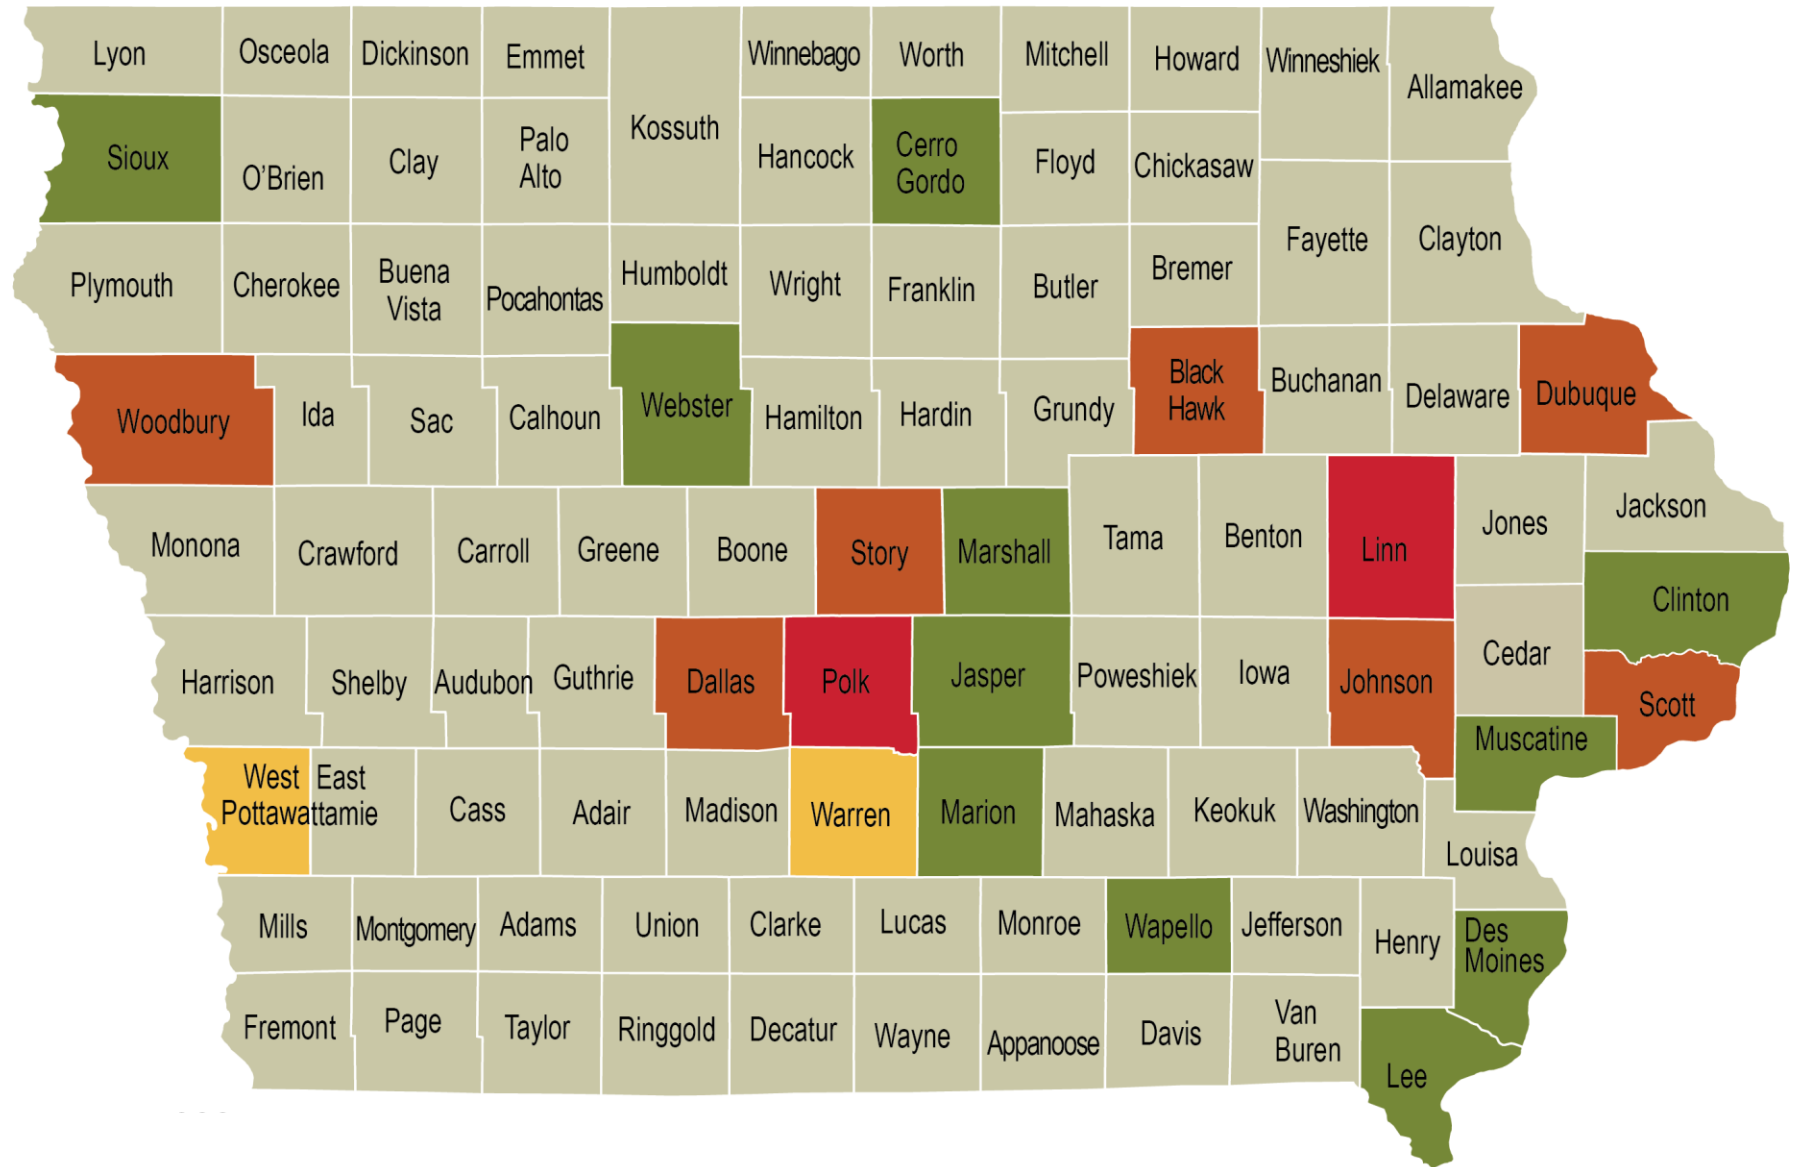 Lyon
Osceola
Dickinson
Emmet
Winnebago
Worth
Mitchell
Howard
Winneshiek
Allamakee
Kossuth
Sioux
O'Brien
Clay
Palo
Alto
Hancock
Cerro
Gordo
Floyd
Chickasaw
Fayette
Clayton
Plymouth
Cherokee
Buena
Vista
Pocahontas
Humboldt
Wright
Franklin
Butler
Bremer
Woodbury
Ida
Sac
Calhoun
Webster
Hamilton
Hardin
Grundy
Black
Hawk
Buchanan
Delaware
Dubuque
Monona
Crawford
Carroll
Greene
Boone
Story
Marshall
Tama
Benton
Linn
Jones
Jackson
Clinton
Harrison
Shelby
Audubon
Guthrie
Dallas
Polk
Jasper
Poweshiek
Iowa
Johnson
Cedar
Scott
Muscatine
West East
Pottawattamie
Cass
Adair
Madison
Warren
Marion
Mahaska
Keokuk
Washington
Louisa
Mills
Montgomery
Adams
Union
Clarke
Lucas
Monroe
Wapello
Jefferson
Henry
Des
Moines
Fremont
Page
Taylor
Ringgold
Decatur
Wayne
Appanoose
Davis
Van
Buren
Lee